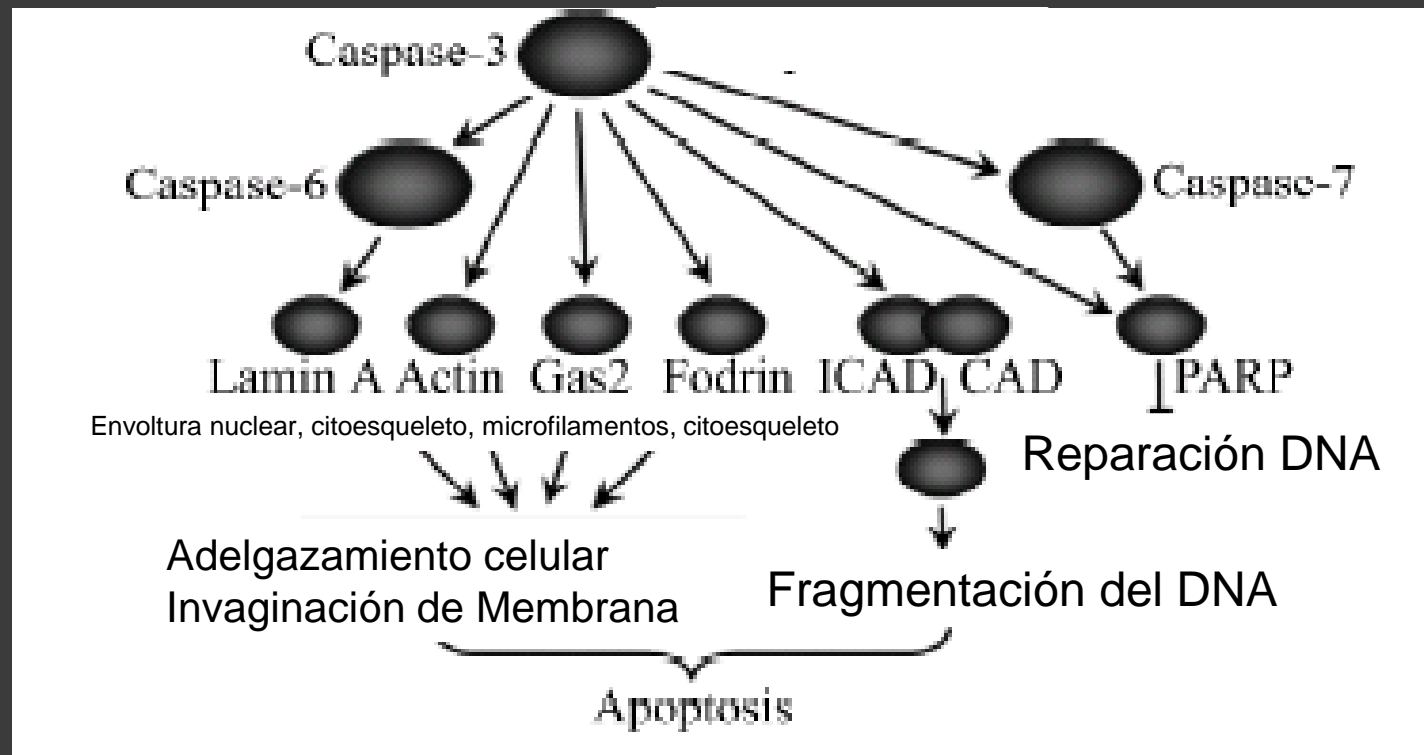 Caspase-3
Caspase-6
Caspase-7
Lamin A Actin Gas2 Fodrin ICAD CAD PARP
Envoltura nuclear, citoesqueleto, microfilamentos, citoesqueleto
Reparación DNA
Adelgazamiento celular
Invaginación de Membrana
Fragmentación del DNA
Apoptosis